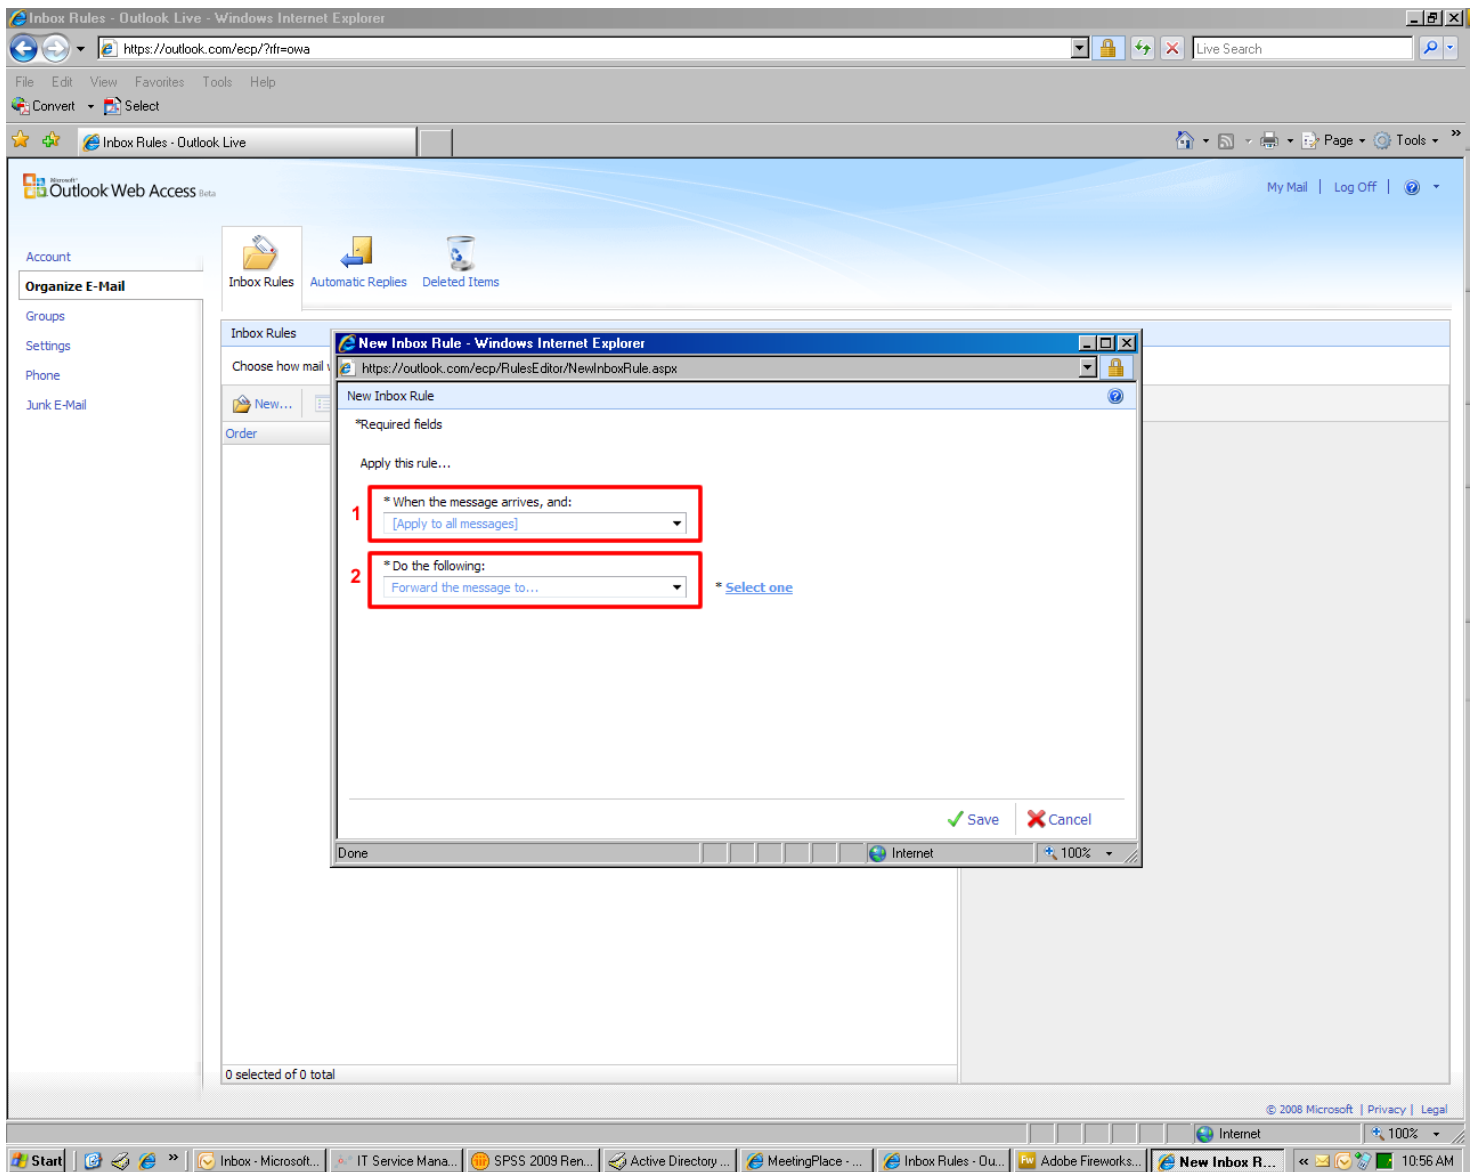 Inbox Rules - Outlook Live - Windows Internet Explorer
https://outlook.com/ecp/?rfr=owa
Live Search
File Edit View Favorites Tools Help
Convert Select
Inbox Rules - Outlook Live
Page Tools »
Microsoft
Outlook Web Access Beta
My Mail | Log Off |
Account
Organize E-Mail
Groups
Settings
Phone
Junk E-Mail
Inbox Rules Automatic Replies Deleted Items
Inbox Rules
Choose how mail
New...
Order
New Inbox Rule - Windows Internet Explorer
https://outlook.com/ecp/RulesEditor/NewInboxRule.aspx
New Inbox Rule
*Required fields
Apply this rule...
1
* When the message arrives, and:
[Apply to all messages]
2
* Do the following:
Forward the message to...
* Select one
Save Cancel
Done Internet 100%
0 selected of 0 total
© 2008 Microsoft | Privacy | Legal
Internet 100%
Start » Inbox - Microsoft... IT Service Mana... SPSS 2009 Ren... Active Directory ... MeetingPlace - ... Inbox Rules - Ou... Fw Adobe Fireworks... New Inbox R... « 10:56 AM